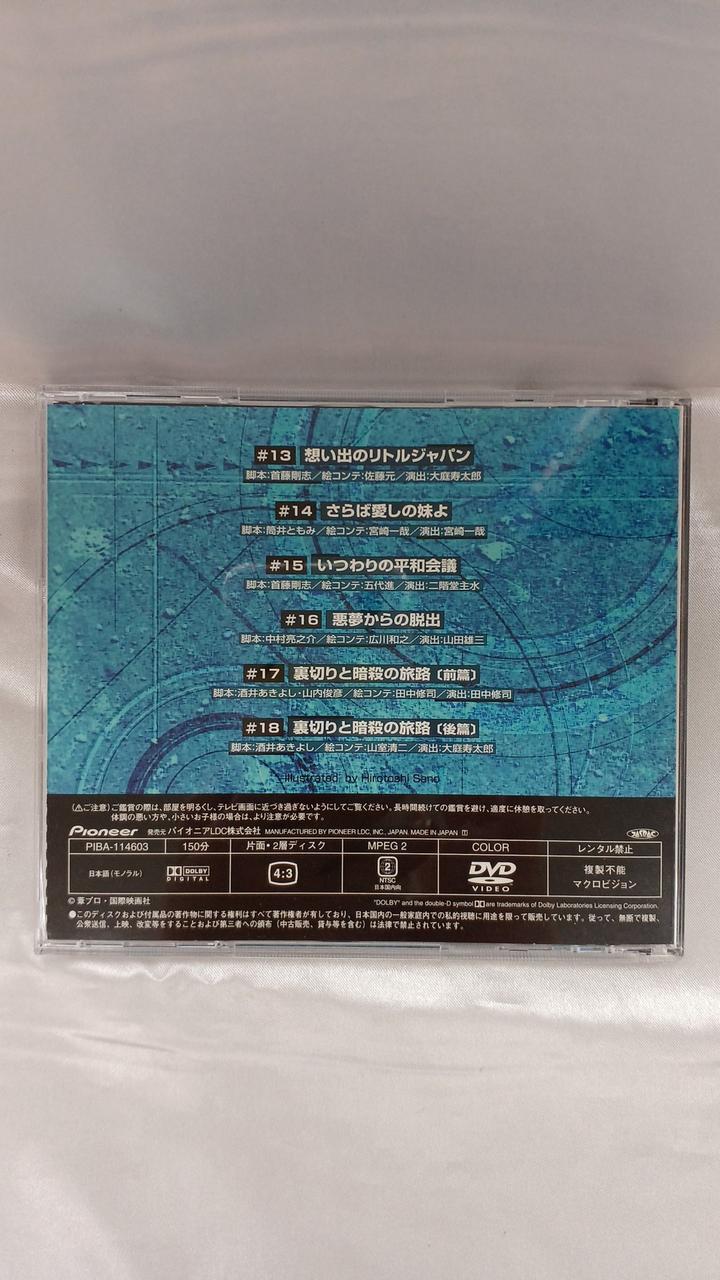 #13 想い出のリトルジャパン
脚本:首藤剛志／絵コンテ:佐藤元／演出:大庭寿太郎
#14 さらば愛しの妹よ
脚本:筒井ともみ／絵コンテ:宮崎一哉／演出:宮崎一哉
#15 いつわりの平和会議
脚本:首藤剛志／絵コンテ:五代進／演出:二階堂主水
#16 悪夢からの脱出
脚本:中村亮之介／絵コンテ:広川和之／演出:山田雄三
#17 裏切りと暗殺の旅路〔前篇〕
脚本:酒井あきよし・山内俊彦／絵コンテ:田中修司／演出:田中修司
#18 裏切りと暗殺の旅路〔後篇〕
脚本:酒井あきよし／絵コンテ:山室清二／演出:大庭寿太郎
illustrated by Hirotoshi Sano
(⚠ご注意) ご鑑賞の際は、部屋を明るくし、テレビ画面に近づき過ぎないようにしてご覧ください。長時間続けての鑑賞を避け、適度に休憩を取ってください。
体調の悪い方や、小さいお子様の場合は、より注意が必要です。
Pioneer 発売元 パイオニアLDC株式会社 MANUFACTURED BY PIONEER LDC, INC, JAPAN. MADE IN JAPAN JASRAC
PIBA-114603 150分 片面・2層ディスク MPEG 2 COLOR レンタル禁止
日本語(モノラル) DOLBY DIGITAL 4:3 2 NTSC 日本国内向 DVD VIDEO 複製不能 マクロビジョン
©葦プロ・国際映画社 "DOLBY" and the double-D symbol are trademarks of Dolby Laboratories Licensing Corporation.
●このディスクおよび付属品の著作物に関する権利はすべて著作権者が有しており、日本国内の一般家庭内での私的視聴に用途を限って販売しています。従って、無断で複製、
公衆送信、上映、改変等をすることおよび第三者への頒布(中古販売、貸与等を含む)は法律で禁止されています。